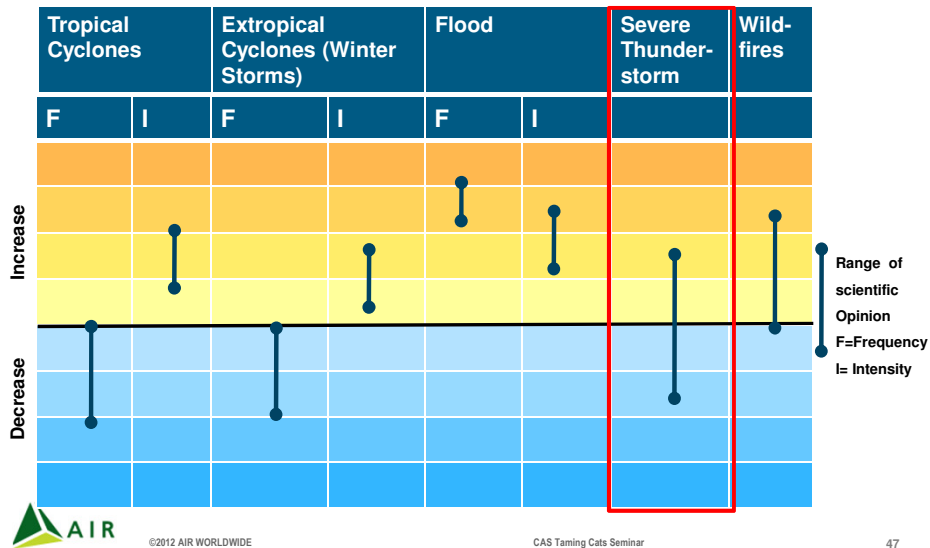 Tropical
Cyclones
Extropical
Cyclones (Winter
Storms)
Flood
Severe
Thunder-
storm
Wild-
fires
F
I
F
I
F
I
Increase
Decrease
Range of
scientific
Opinion
F=Frequency
I= Intensity
AIR
©2012 AIR WORLDWIDE
CAS Taming Cats Seminar
47